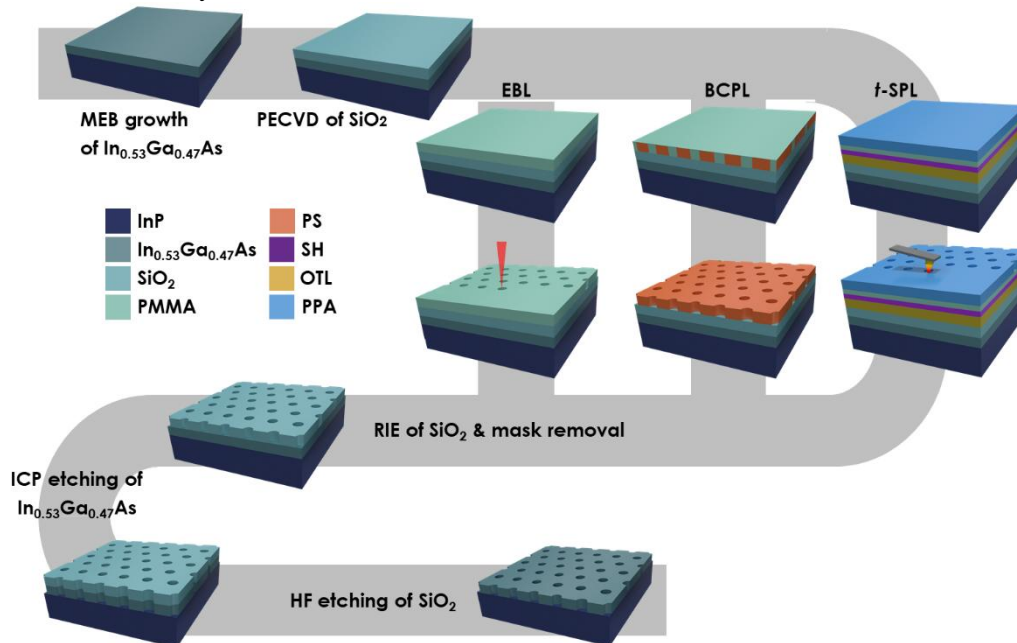 EBL
BCPL
t-SPL
MEB growth
of In₀.₅₃Ga₀.₄₇As
PECVD of SiO₂
InP
In₀.₅₃Ga₀.₄₇As
SiO₂
PMMA
PS
SH
OTL
PPA
RIE of SiO₂ & mask removal
ICP etching of
In₀.₅₃Ga₀.₄₇As
HF etching of SiO₂